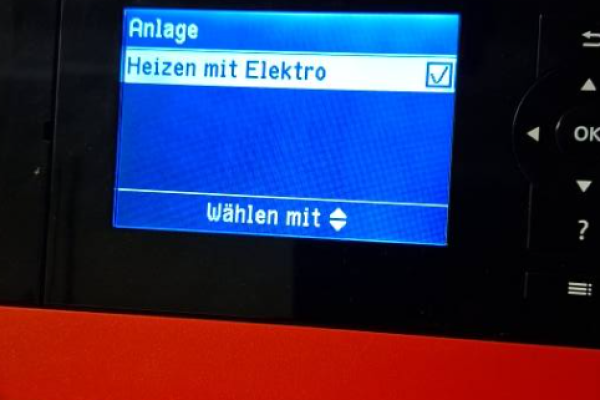 Anlage
Heizen mit Elektro
Wählen mit
OK
?